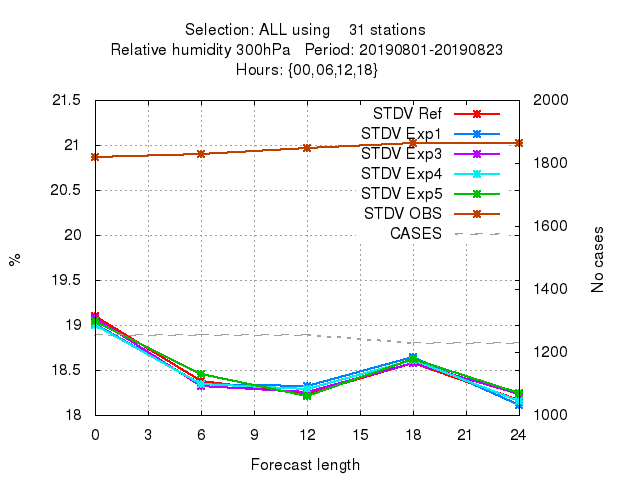 Selection: ALL using 31 stations
Relative humidity 300hPa Period: 20190801-20190823
Hours: {00,06,12,18}
21.5 2000
STDV Ref
STDV Exp1
21 1800
STDV Exp3
STDV Exp4
20.5
STDV Exp5
STDV OBS
1600
20 CASES
% No cases
19.5 1400
19
1200
18.5
18 1000
0 3 6 9 12 15 18 21 24
Forecast length